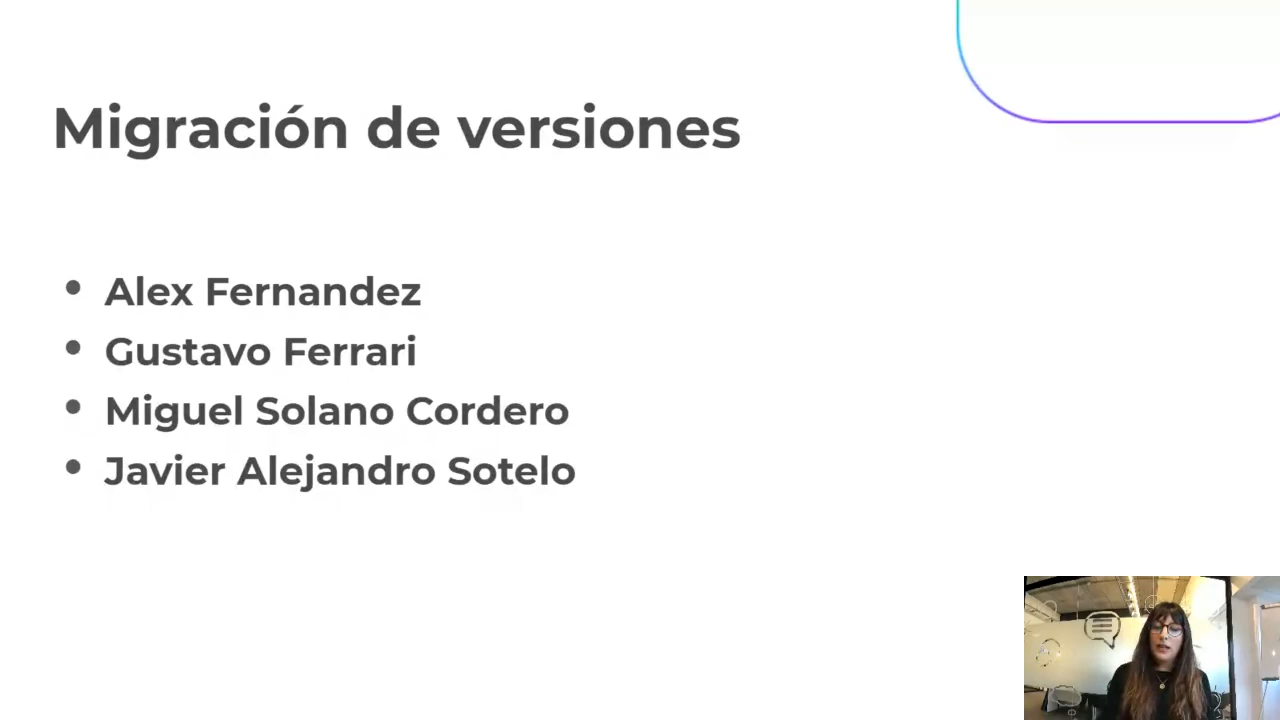 Migración de versiones
• Alex Fernandez
• Gustavo Ferrari
• Miguel Solano Cordero
• Javier Alejandro Sotelo